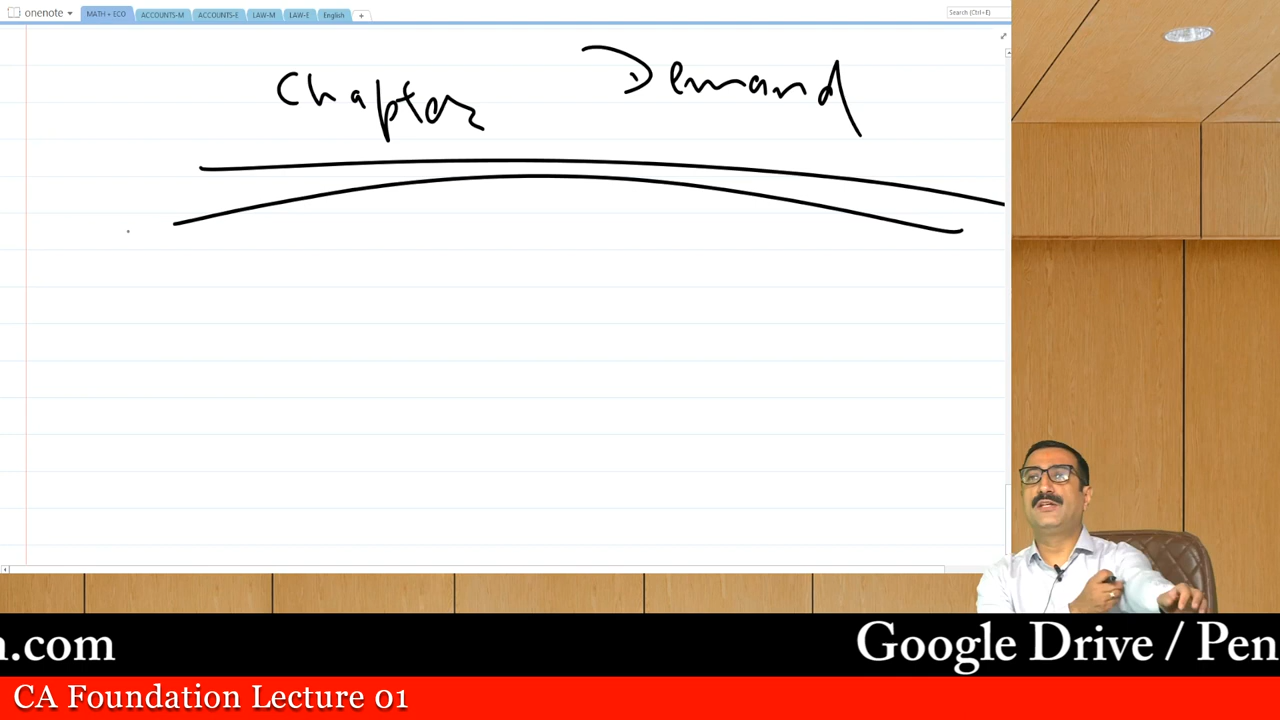 onenote MATH + ECO ACCOUNTS-M ACCOUNTS-E LAW-M LAW-E English + Search (Ctrl+E)
Chapter Demand
n.com Google Drive / Pen
CA Foundation Lecture 01